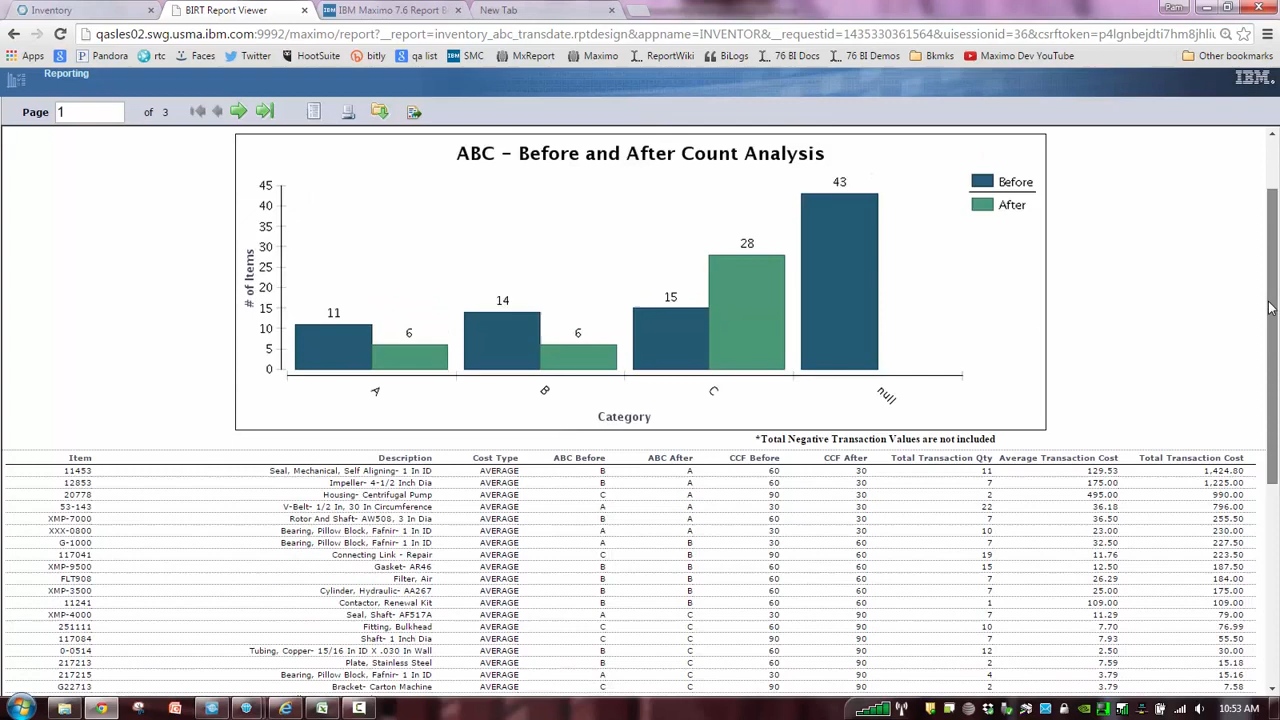 Inventory
BIRT Report Viewer
IBM Maximo 7.6 Report B
New Tab
Pam
qasles02.swg.usma.ibm.com:9992/maximo/report?__report=inventory_abc_transdate.rptdesign&appname=INVENTOR&__requestid=1435330361564&uisessionid=36&csrftoken=p4lgnbejdti7hm8jhli
Apps
Pandora
rtc
Faces
Twitter
HootSuite
bitly
qa list
SMC
MxReport
Maximo
ReportWiki
BiLogs
76 BI Docs
76 BI Demos
Bkmks
Maximo Dev YouTube
Other bookmarks
Reporting
IBM.
Page 1 of 3
ABC - Before and After Count Analysis
Before
After
# of Items
45
40
35
30
25
20
15
10
5
0
11
6
14
6
15
28
43
A
B
C
null
Category
*Total Negative Transaction Values are not included
Item Description Cost Type ABC Before ABC After CCF Before CCF After Total Transaction Qty Average Transaction Cost Total Transaction Cost
11453 Seal, Mechanical, Self Aligning- 1 In ID AVERAGE B A 60 30 11 129.53 1,424.80
12853 Impeller- 4-1/2 Inch Dia AVERAGE B A 60 30 7 175.00 1,225.00
20778 Housing- Centrifugal Pump AVERAGE C A 90 30 2 495.00 990.00
53-143 V-Belt- 1/2 In, 30 In Circumference AVERAGE A A 30 30 22 36.18 796.00
XMP-7000 Rotor And Shaft- AW508, 3 In Dia AVERAGE B A 60 30 7 36.50 255.50
XXX-0800 Bearing, Pillow Block, Fafnir- 1 In ID AVERAGE A A 30 30 10 23.00 230.00
G-1000 Bearing, Pillow Block, Fafnir- 1 In ID AVERAGE A B 30 60 7 32.50 227.50
117041 Connecting Link - Repair AVERAGE C B 90 60 19 11.76 223.50
XMP-9500 Gasket- AR46 AVERAGE B B 60 60 15 12.50 187.50
FLT908 Filter, Air AVERAGE B B 60 60 7 26.29 184.00
XMP-3500 Cylinder, Hydraulic- AA267 AVERAGE B B 60 60 7 25.00 175.00
11241 Contactor, Renewal Kit AVERAGE B B 60 60 1 109.00 109.00
XMP-4000 Seal, Shaft- AF517A AVERAGE A C 30 90 7 11.29 79.00
251111 Fitting, Bulkhead AVERAGE B C 60 90 10 7.70 76.99
117084 Shaft- 1 Inch Dia AVERAGE C C 90 90 7 7.93 55.50
0-0514 Tubing, Copper- 15/16 In ID X .030 In Wall AVERAGE B C 60 90 12 2.50 30.00
217213 Plate, Stainless Steel AVERAGE B C 60 90 2 7.59 15.18
217215 Bearing, Pillow Block, Fafnir- 1 In ID AVERAGE A C 30 90 4 3.79 15.16
G22713 Bracket- Carton Machine AVERAGE C C 90 90 2 3.79 7.58
10:53 AM